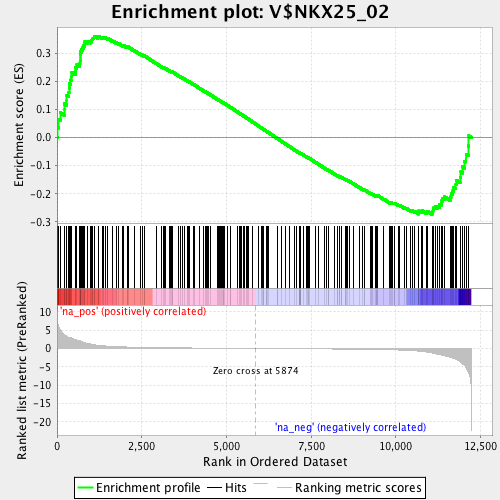 Enrichment plot: V$NKX25_02
Enrichment score (ES)
0.3
0.2
0.1
0.0
-0.1
-0.2
-0.3
'na_pos' (positively correlated)
Ranked list metric (PreRanked)
10
5
0
-5
-10
-15
-20
Zero cross at 5874
'na_neg' (negatively correlated)
0
2,500
5,000
7,500
10,000
12,500
Rank in Ordered Dataset
Enrichment profile
Hits
Ranking metric scores